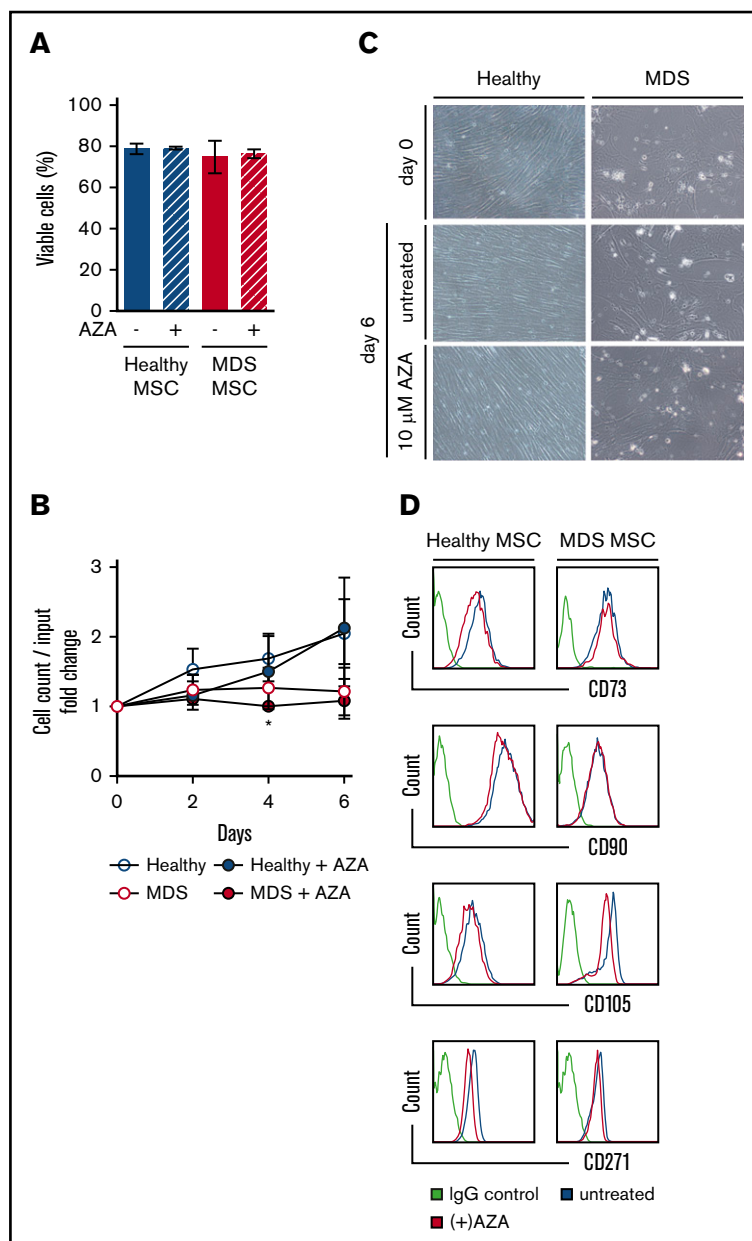 A
100
80
60
40
20
0
Viable cells (%)
AZA - + - +
Healthy MSC
MDS MSC
B
3
2
1
0
Cell count / input
fold change
*
0 2 4 6
Days
Healthy Healthy + AZA
MDS MDS + AZA
C
Healthy MDS
day 0
day 6
untreated
10 μM AZA
D
Healthy MSC MDS MSC
Count
CD73
Count
CD90
Count
CD105
Count
CD271
IgG control untreated
(+)AZA